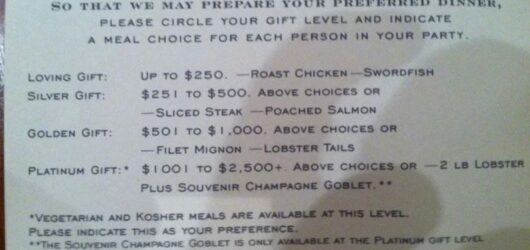 SO THAT WE MAY PREPARE YOUR PREFERRED DINNER,
PLEASE CIRCLE YOUR GIFT LEVEL AND INDICATE
A MEAL CHOICE FOR EACH PERSON IN YOUR PARTY.
LOVING GIFT: UP TO $250. —ROAST CHICKEN —SWORDFISH
SILVER GIFT: $251 TO $500. ABOVE CHOICES OR
—SLICED STEAK —POACHED SALMON
GOLDEN GIFT: $501 TO $1,000. ABOVE CHOICES OR
—FILET MIGNON —LOBSTER TAILS
PLATINUM GIFT:* $1001 TO $2,500+. ABOVE CHOICES OR —2 LB LOBSTER
PLUS SOUVENIR CHAMPAGNE GOBLET.**
*VEGETARIAN AND KOSHER MEALS ARE AVAILABLE AT THIS LEVEL.
PLEASE INDICATE THIS AS YOUR PREFERENCE.
**THE SOUVENIR CHAMPAGNE GOBLET IS ONLY AVAILABLE AT THE PLATINUM GIFT LEVEL